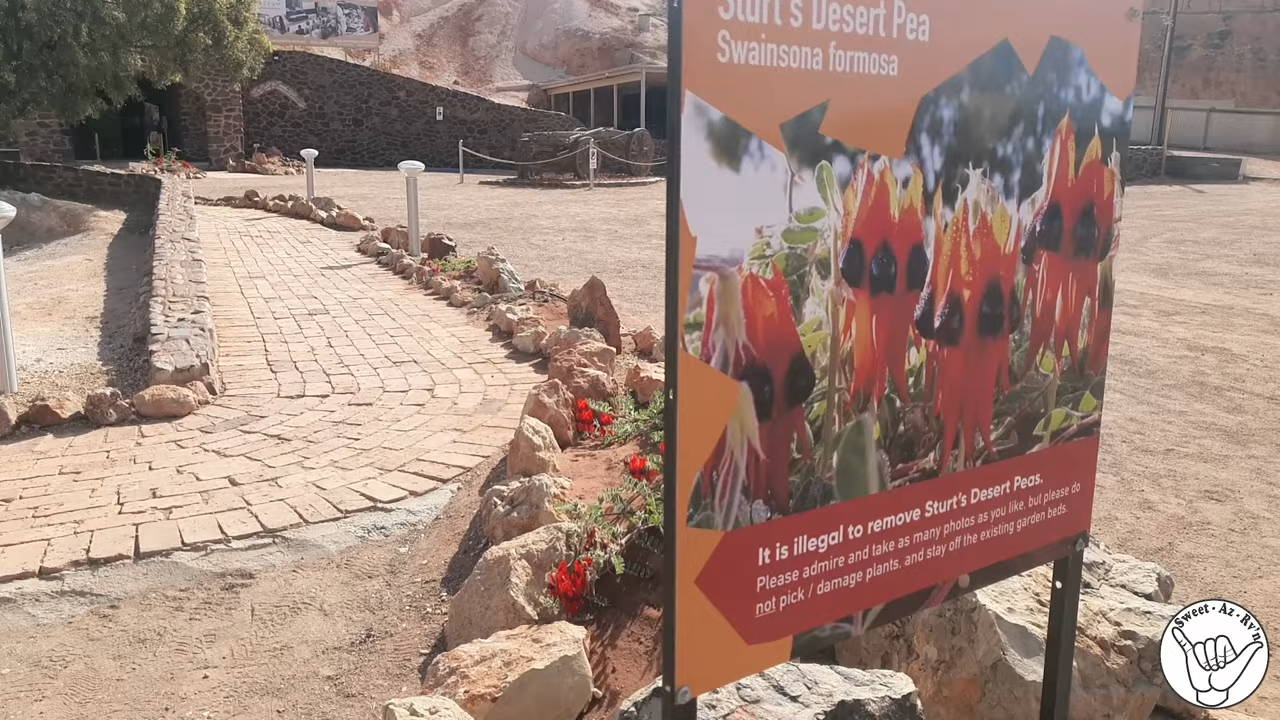 Sturt's Desert Pea
Swainsona formosa
It is illegal to remove Sturt's Desert Peas.
Please admire and take as many photos as you like, but please do
not pick / damage plants, and stay off the existing garden beds.
Sweet · Az · Rv'n